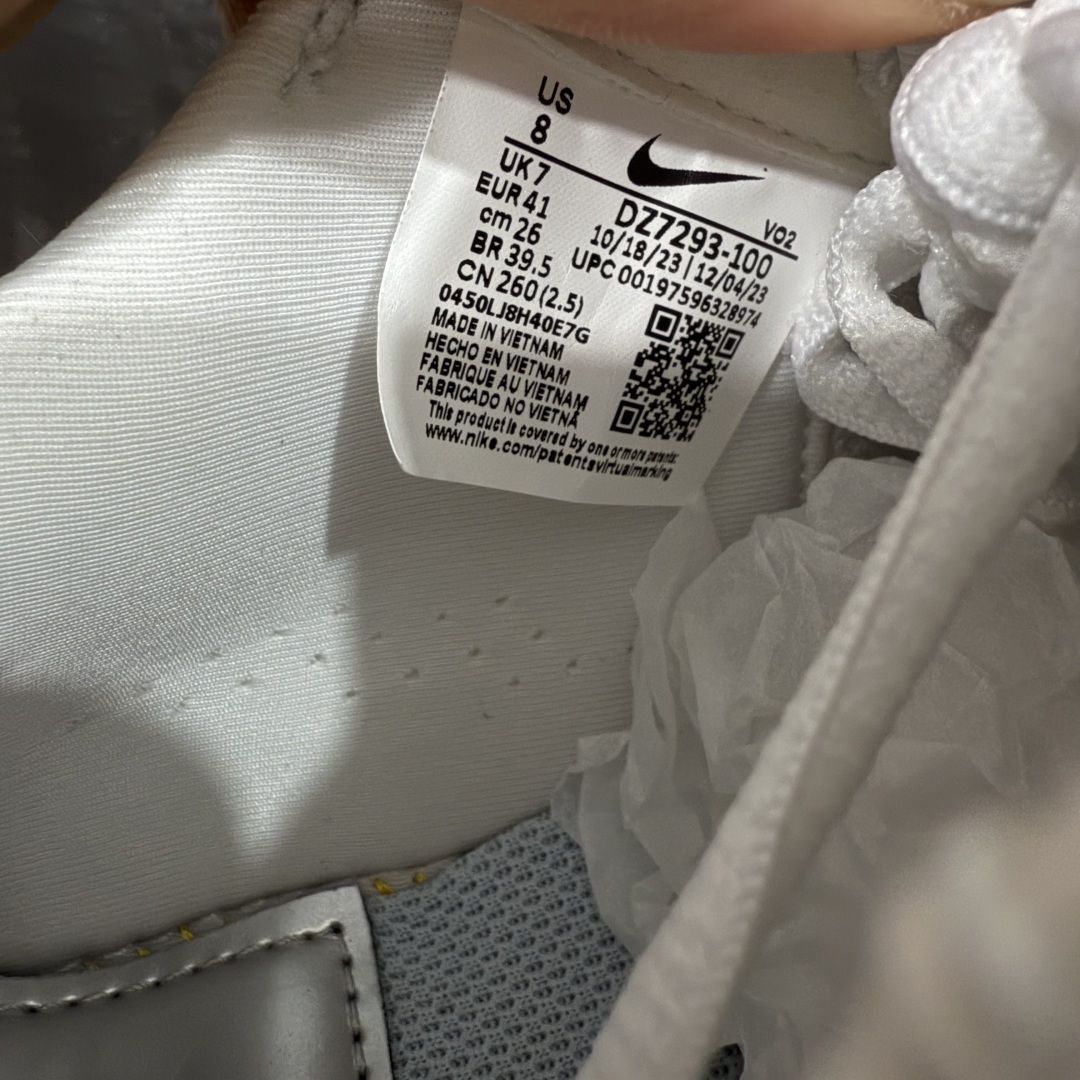 US
8
UK 7
EUR 41
cm 26
BR 39,5
CN 260 (2.5)
0450LJ8H40E7G
MADE IN VIETNAM
HECHO EN VIETNAM
FABRIQUE AU VIETNAM
FABRICADO NO VIETNÃ
This product is covered by one or more patents:
www.nike.com/patentsvirtualmarking
V02
DZ7293-100
10/18/23 | 12/04/23
UPC 00197596328974